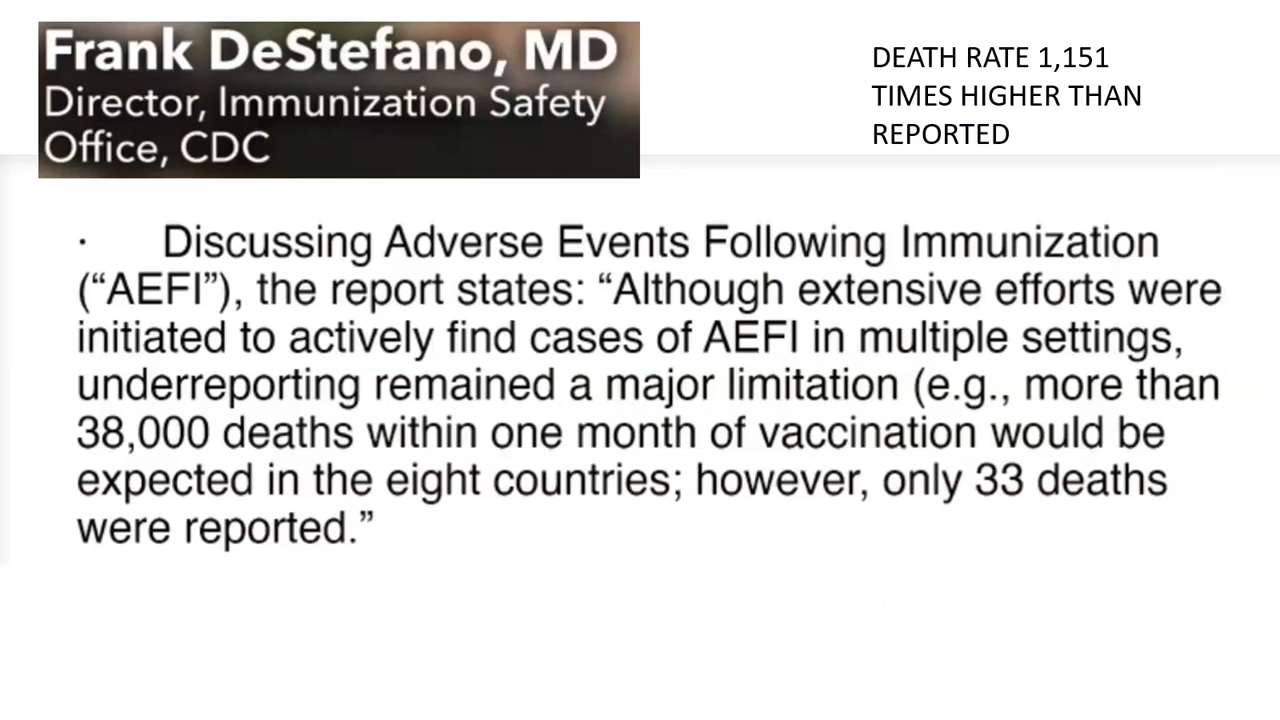 Frank DeStefano, MD
Director, Immunization Safety
Office, CDC
DEATH RATE 1,151
TIMES HIGHER THAN
REPORTED
· Discussing Adverse Events Following Immunization
(“AEFI”), the report states: “Although extensive efforts were
initiated to actively find cases of AEFI in multiple settings,
underreporting remained a major limitation (e.g., more than
38,000 deaths within one month of vaccination would be
expected in the eight countries; however, only 33 deaths
were reported.”